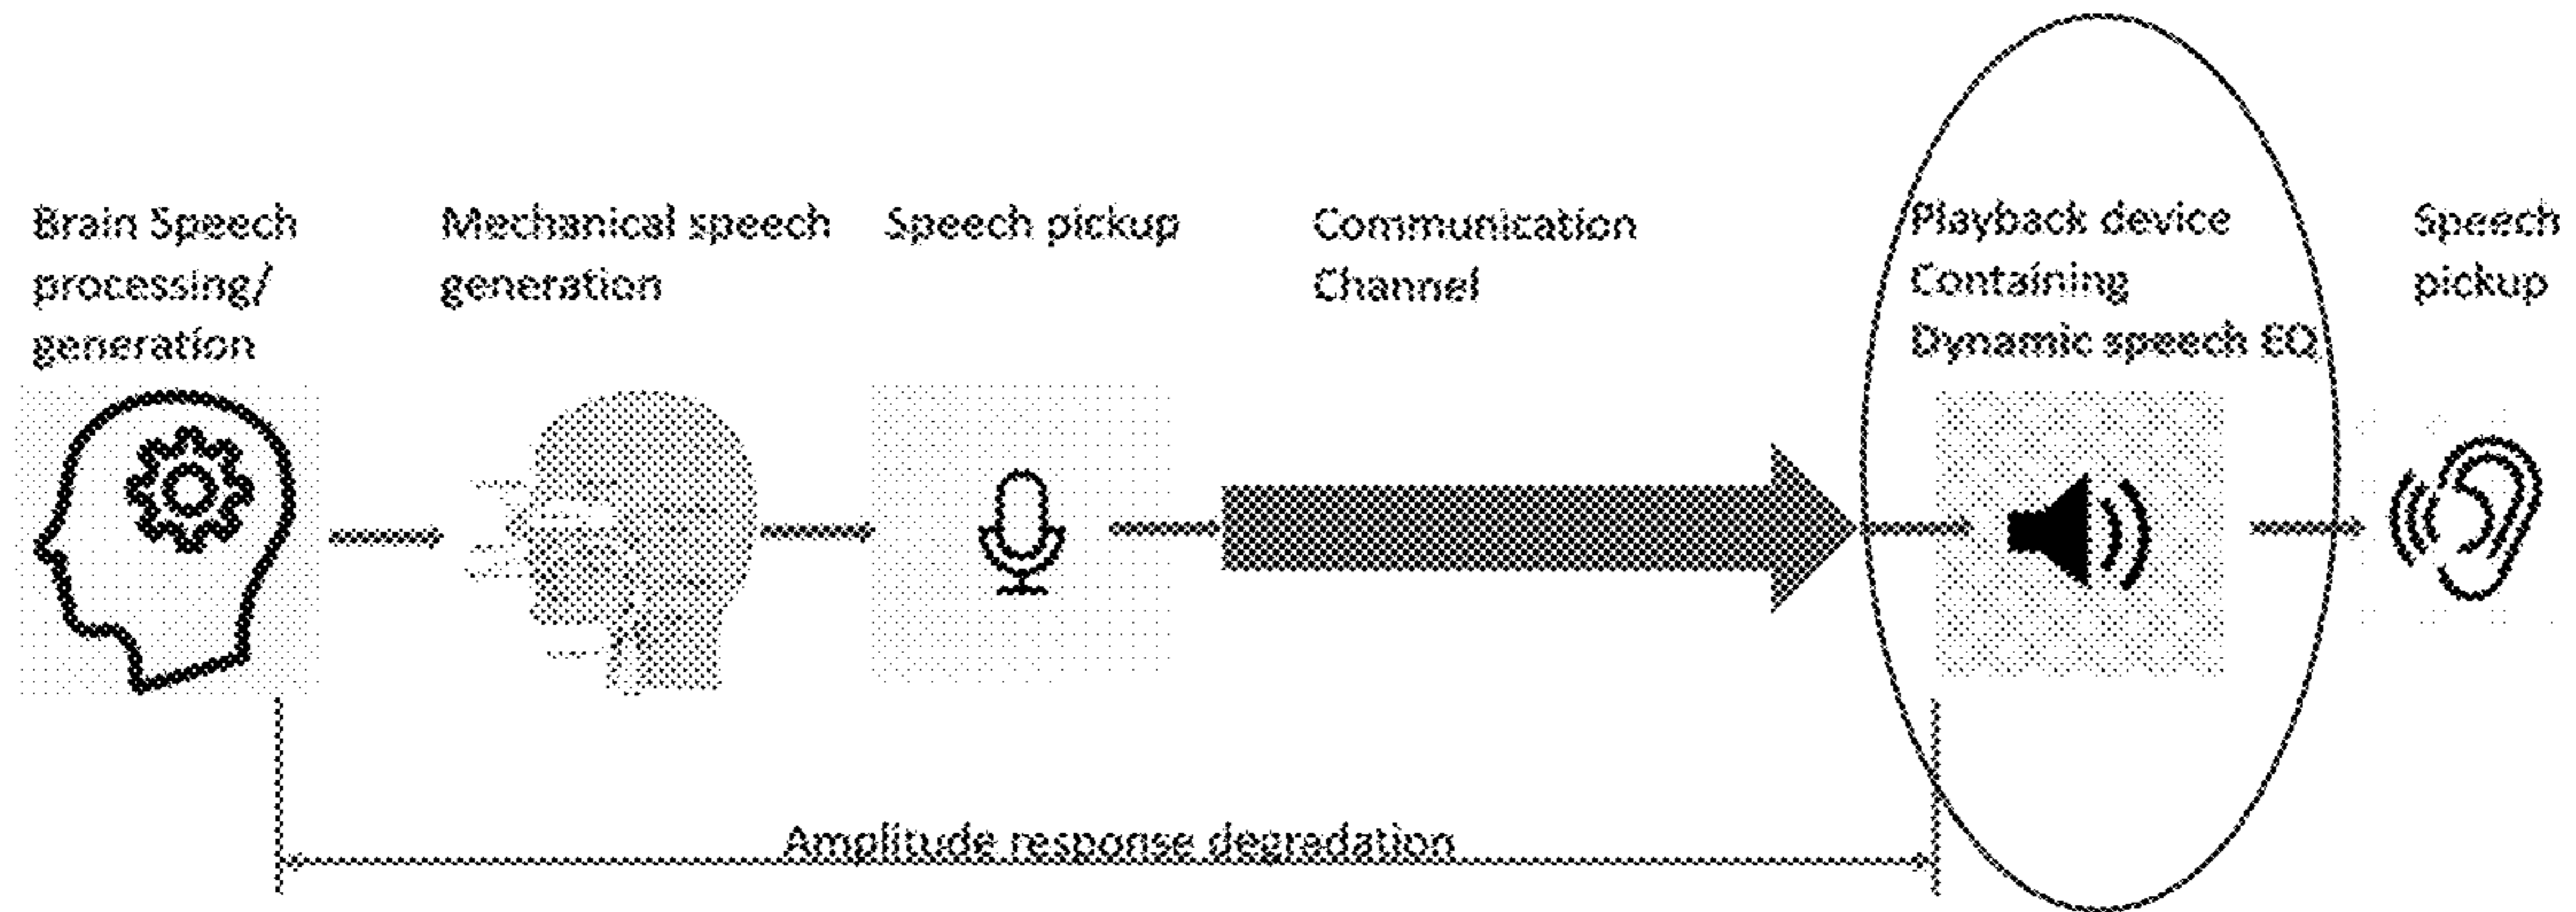 Brain Speech
processing/
generation
Mechanical speech
generation
Speech pickup
Communication
Channel
Playback device
Containing
Dynamic speech EQ
Speech
pickup
Amplitude response degradation